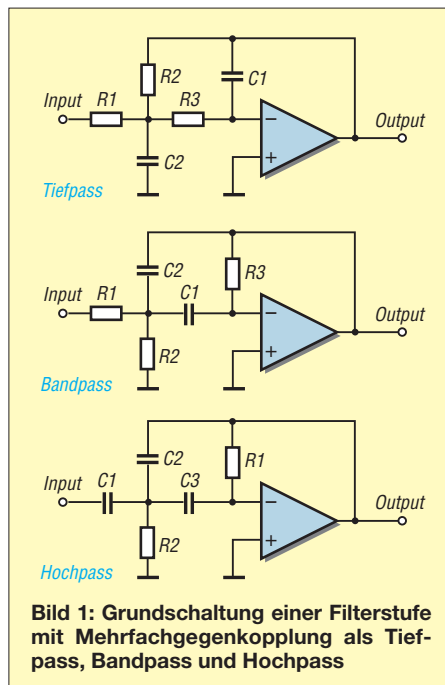 R2
C1
Input
R1
R3
Output
−
+
C2
Tiefpass
C2
R3
Input
R1
C1
Output
−
+
R2
Bandpass
C2
R1
Input
C1
C3
Output
−
+
R2
Hochpass
Bild 1: Grundschaltung einer Filterstufe
mit Mehrfachgegenkopplung als Tief-
pass, Bandpass und Hochpass